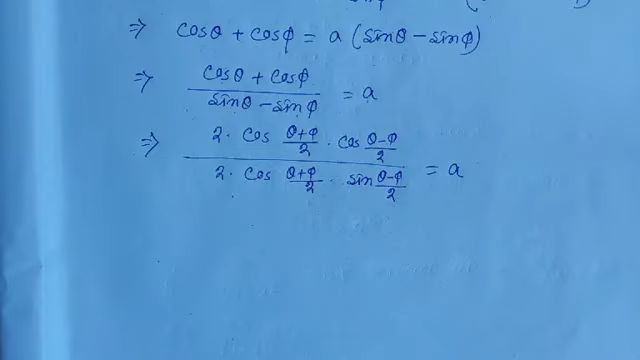 ⇒ cosθ + cosφ = a (sinθ − sinφ)
⇒ cosθ + cosφ / sinθ − sinφ = a
⇒ 2 · cos θ+φ/2 · cos θ−φ/2 / 2 · cos θ+φ/2 · sin θ−φ/2 = a